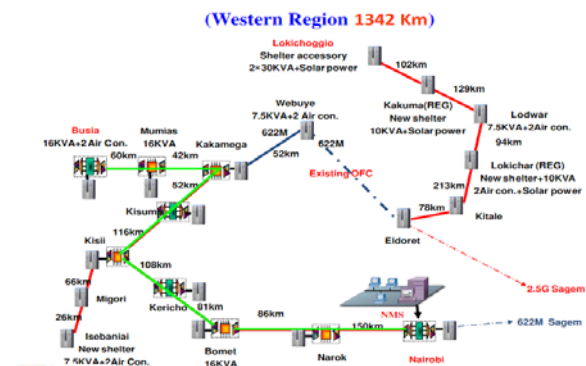 (Western Region 1342 Km)
Lokichoggio
Shelter accessory
2×30KVA+Solar power
102km
129km
Kakuma(REG)
New shelter
10KVA+Solar power
Lodwar
7.5KVA+2Air con.
94km
Lokichar (REG)
New shelter+10KVA
2Air con.+Solar power
213km
78km
Kitale
Eldoret
Webuye
7.5KVA+2 Air con.
622M
52km
622M
Existing OFC
Busia
16KVA+2Air Con.
60km
Mumias
16KVA
42km
Kakamega
52km
Kisum
116km
Kisii
108km
66km
Migori
26km
Isebaniai
New shelter
7.5KVA+2Air Con.
Kericho
81km
Bomet
16KVA
86km
Narok
150km
NMS
Nairobi
2.5G Sagem
622M Sagem